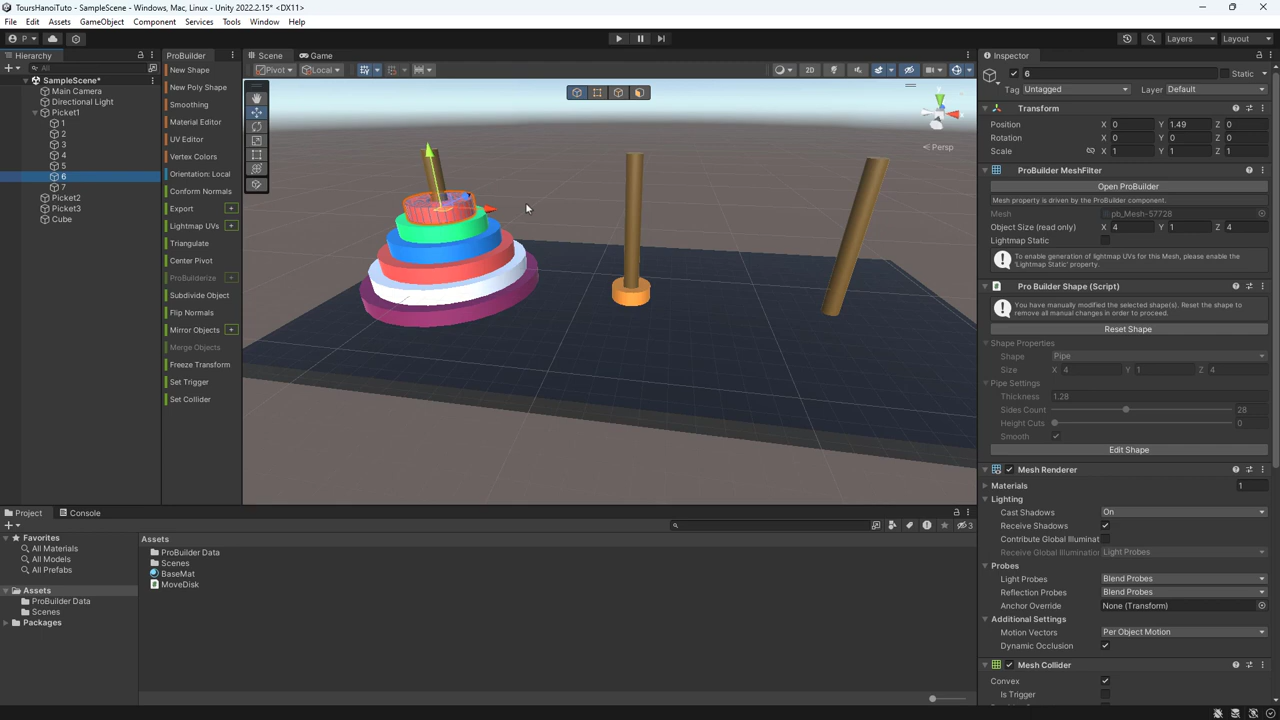 ToursHanoiTuto - SampleScene - Windows, Mac, Linux - Unity 2022.2.15* <DX11>
File Edit Assets GameObject Component Services Tools Window Help
P Layers Layout
Hierarchy
All
SampleScene*
Main Camera
Directional Light
Picket1
1
2
3
4
5
6
7
Picket2
Picket3
Cube
ProBuilder
New Shape
New Poly Shape
Smoothing
Material Editor
UV Editor
Vertex Colors
Orientation: Local
Conform Normals
Export +
Lightmap UVs +
Triangulate
Center Pivot
ProBuilderize +
Subdivide Object
Flip Normals
Mirror Objects +
Merge Objects
Freeze Transform
Set Trigger
Set Collider
Scene Game
Pivot Local 2D
Persp
Inspector
6 Static
Tag Untagged Layer Default
Transform
Position X 0 Y 1.49 Z 0
Rotation X 0 Y 0 Z 0
Scale X 1 Y 1 Z 1
ProBuilder MeshFilter
Open ProBuilder
Mesh property is driven by the ProBuilder component.
Mesh pb_Mesh-57728
Object Size (read only) X 4 Y 1 Z 4
Lightmap Static
To enable generation of lightmap UVs for this Mesh, please enable the 'Lightmap Static' property.
Pro Builder Shape (Script)
You have manually modified the selected shape(s). Reset the shape to remove all manual changes in order to proceed.
Reset Shape
Shape Properties
Shape Pipe
Size X 4 Y 1 Z 4
Pipe Settings
Thickness 1.28
Sides Count 28
Height Cuts 0
Smooth
Edit Shape
Mesh Renderer
Materials 1
Lighting
Cast Shadows On
Receive Shadows
Contribute Global Illuminat
Receive Global Illumination Light Probes
Probes
Light Probes Blend Probes
Reflection Probes Blend Probes
Anchor Override None (Transform)
Additional Settings
Motion Vectors Per Object Motion
Dynamic Occlusion
Mesh Collider
Convex
Is Trigger
Project Console
3
Favorites
All Materials
All Models
All Prefabs
Assets
ProBuilder Data
Scenes
Packages
Assets
ProBuilder Data
Scenes
BaseMat
MoveDisk